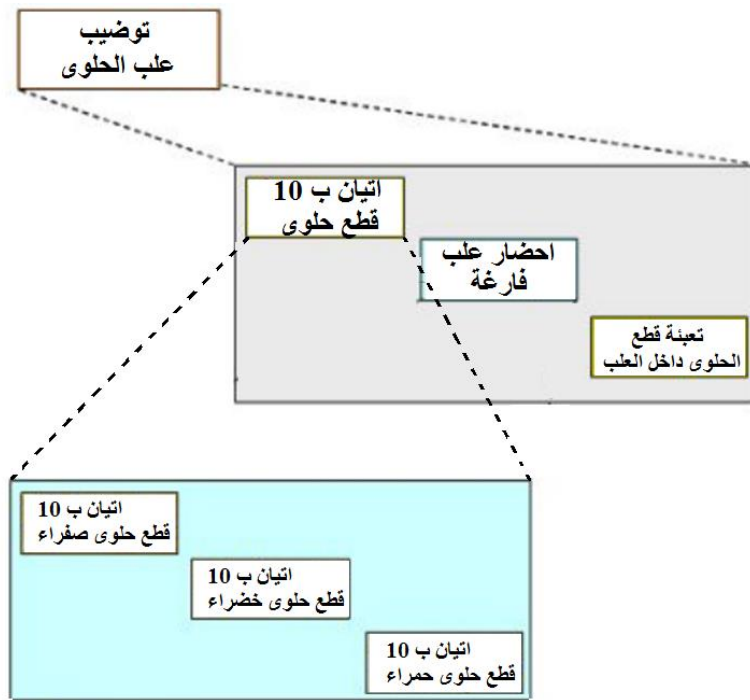 توضيب
علب الحلوى
اتيان ب 10
قطع حلوى
احضار علب
فارغة
تعبئة قطع
الحلوى داخل العلب
اتيان ب 10
قطع حلوى صفراء
اتيان ب 10
قطع حلوى خضراء
اتيان ب 10
قطع حلوى حمراء